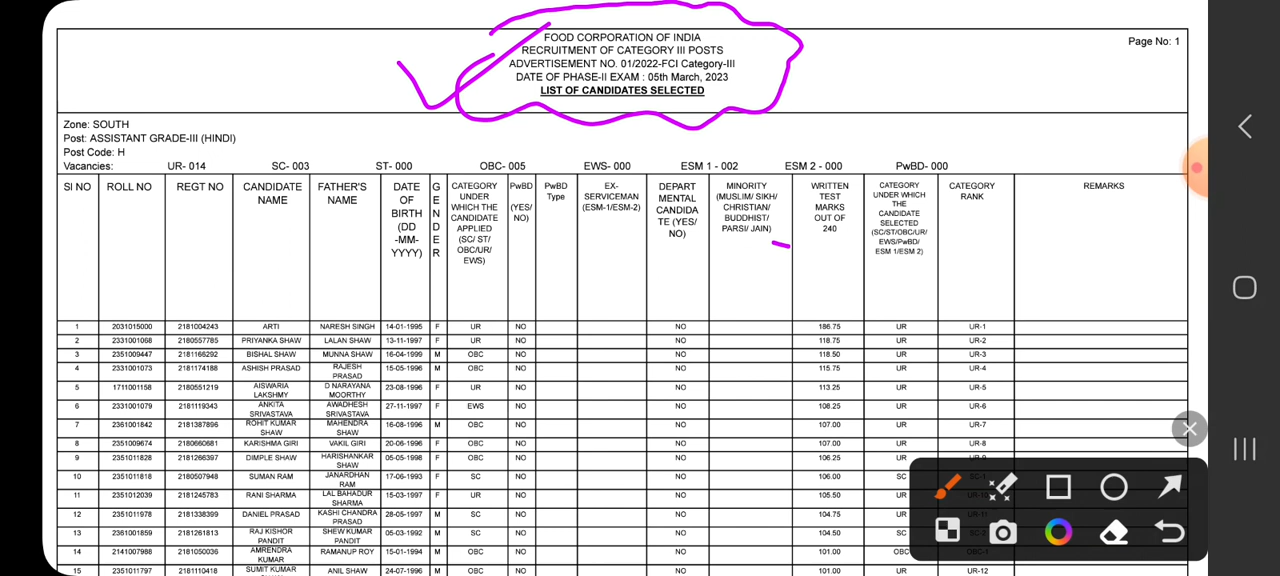 FOOD CORPORATION OF INDIA
RECRUITMENT OF CATEGORY III POSTS
ADVERTISEMENT NO. 01/2022-FCI Category-III
DATE OF PHASE-II EXAM : 05th March, 2023
LIST OF CANDIDATES SELECTED
Page No: 1
Zone: SOUTH
Post: ASSISTANT GRADE-III (HINDI)
Post Code: H
Vacancies: UR- 014 SC- 003 ST- 000 OBC- 005 EWS- 000 ESM 1 - 002 ESM 2 - 000 PwBD- 000
SI NO ROLL NO REGT NO CANDIDATE NAME FATHER'S NAME DATE OF BIRTH (DD -MM- YYYY) GENDER CATEGORY UNDER WHICH THE CANDIDATE APPLIED (SC/ ST/ OBC/UR/ EWS) PwBD (YES/ NO) PwBD Type EX- SERVICEMAN (ESM-1/ESM-2) DEPART MENTAL CANDIDA TE (YES/ NO) MINORITY (MUSLIM/ SIKH/ CHRISTIAN/ BUDDHIST/ PARSI/ JAIN) WRITTEN TEST MARKS OUT OF 240 CATEGORY UNDER WHICH THE CANDIDATE SELECTED (SC/ST/OBC/UR/ EWS/PwBD/ ESM 1/ESM 2) CATEGORY RANK REMARKS
1 2031015000 2181004243 ARTI NARESH SINGH 14-01-1995 F UR NO NO 186.75 UR UR-1
2 2331001068 2180557785 PRIYANKA SHAW LALAN SHAW 13-11-1997 F UR NO NO 118.75 UR UR-2
3 2351009447 2181166292 BISHAL SHAW MUNNA SHAW 16-04-1999 M OBC NO NO 118.50 UR UR-3
4 2331001073 2181174188 ASHISH PRASAD RAJESH PRASAD 15-05-1996 M OBC NO NO 115.75 UR UR-4
5 1711001158 2180551219 AISWARIA LAKSHMY D NARAYANA MOORTHY 23-08-1996 F UR NO NO 113.25 UR UR-5
6 2331001079 2181119343 ANKITA SRIVASTAVA AWADHESH SRIVASTAVA 27-11-1997 F EWS NO NO 108.25 UR UR-6
7 2361001842 2181387896 ROHIT KUMAR SHAW MAHENDRA SHAW 16-08-1996 M OBC NO NO 107.00 UR UR-7
8 2351009674 2180660681 KARISHMA GIRI VAKIL GIRI 20-06-1996 F OBC NO NO 107.00 UR UR-8
9 2351011828 2181266397 DIMPLE SHAW HARISHANKAR SHAW 05-05-1998 F OBC NO NO 106.25 UR UR-9
10 2351011818 2180507948 SUMAN RAM JANARDHAN RAM 17-06-1993 F SC NO NO 106.00 SC SC-1
11 2351012039 2181245783 RANI SHARMA LAL BAHADUR SHARMA 15-03-1997 F UR NO NO 105.50 UR UR-10
12 2351011978 2181338399 DANIEL PRASAD KASHI CHANDRA PRASAD 28-05-1997 M SC NO NO 104.75 UR UR-11
13 2361001859 2181261813 RAJ KISHOR PANDIT SHEW KUMAR PANDIT 05-03-1992 M SC NO NO 104.50 SC SC-2
14 2141007988 2181050036 AMRENDRA KUMAR RAMANUP ROY 15-01-1994 M OBC NO NO 101.00 OBC OBC-1
15 2351011797 2181110418 SUMIT KUMAR ANIL SHAW 24-07-1996 M OBC NO NO 101.00 UR UR-12